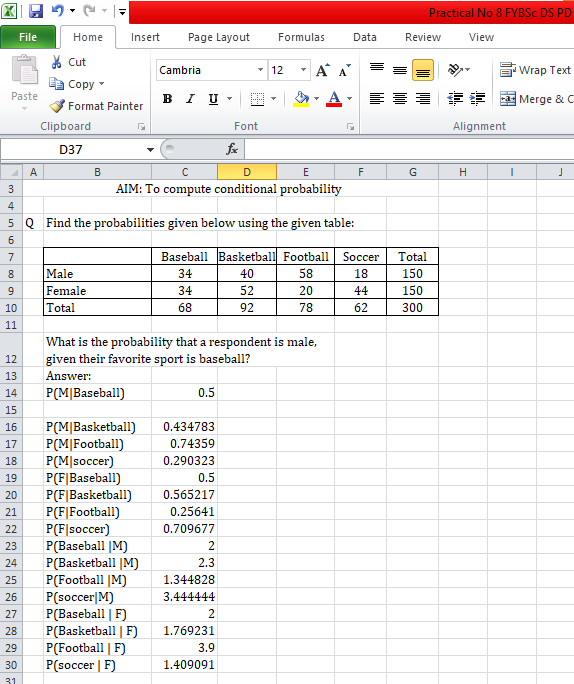 Practical No 8 FYBSc DS PD
File Home Insert Page Layout Formulas Data Review View
Paste
Cut
Copy
Format Painter
Clipboard
Cambria 12 A A
B I U A
Font
Wrap Text
Merge & C
Alignment
D37 fx
A B C D E F G H I J
3 AIM: To compute conditional probability
4
5 Q Find the probabilities given below using the given table:
6
7 Baseball Basketball Football Soccer Total
8 Male 34 40 58 18 150
9 Female 34 52 20 44 150
10 Total 68 92 78 62 300
11
What is the probability that a respondent is male,
12 given their favorite sport is baseball?
13 Answer:
14 P(M|Baseball) 0.5
15
16 P(M|Basketball) 0.434783
17 P(M|Football) 0.74359
18 P(M|soccer) 0.290323
19 P(F|Baseball) 0.5
20 P(F|Basketball) 0.565217
21 P(F|Football) 0.25641
22 P(F|soccer) 0.709677
23 P(Baseball |M) 2
24 P(Basketball |M) 2.3
25 P(Football |M) 1.344828
26 P(soccer|M) 3.444444
27 P(Baseball | F) 2
28 P(Basketball | F) 1.769231
29 P(Football | F) 3.9
30 P(soccer | F) 1.409091
31